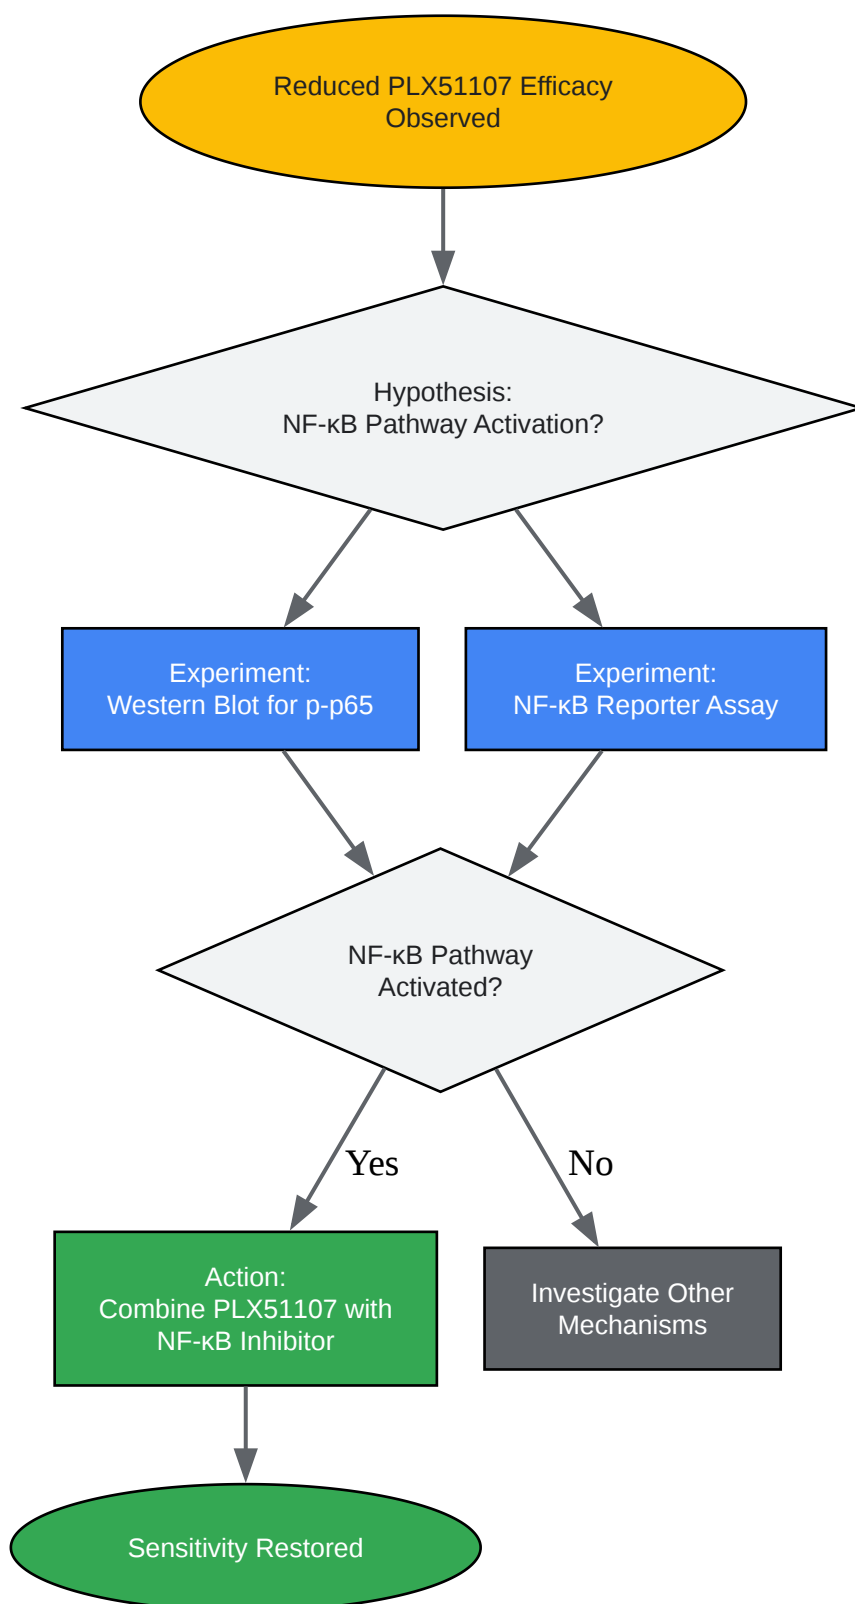 Reduced PLX51107 Efficacy
Observed
Hypothesis:
NF-κB Pathway Activation?
Experiment:
Western Blot for p-p65
Experiment:
NF-κB Reporter Assay
NF-κB Pathway
Activated?
Yes
No
Action:
Combine PLX51107 with
NF-κB Inhibitor
Investigate Other
Mechanisms
Sensitivity Restored